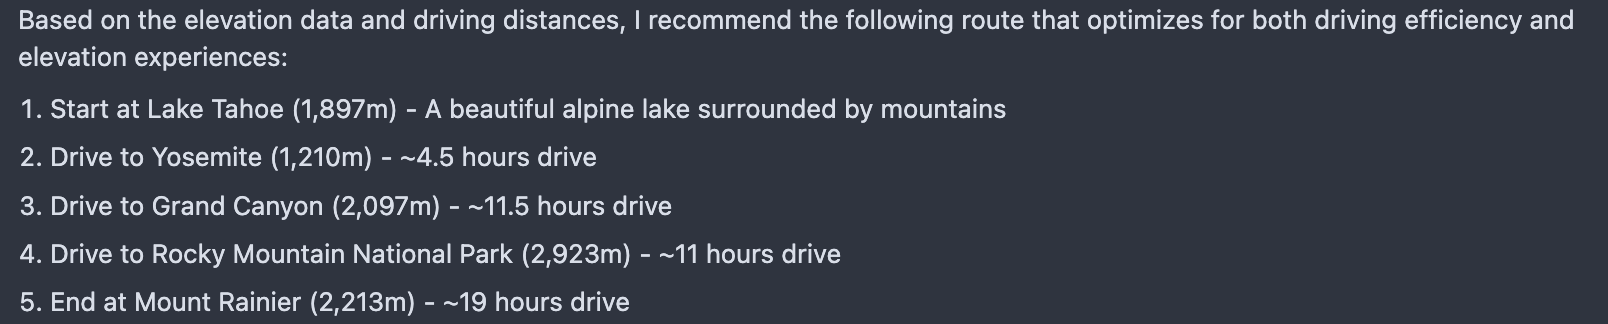 Based on the elevation data and driving distances, I recommend the following route that optimizes for both driving efficiency and
elevation experiences:
1. Start at Lake Tahoe (1,897m) - A beautiful alpine lake surrounded by mountains
2. Drive to Yosemite (1,210m) - ~4.5 hours drive
3. Drive to Grand Canyon (2,097m) - ~11.5 hours drive
4. Drive to Rocky Mountain National Park (2,923m) - ~11 hours drive
5. End at Mount Rainier (2,213m) - ~19 hours drive